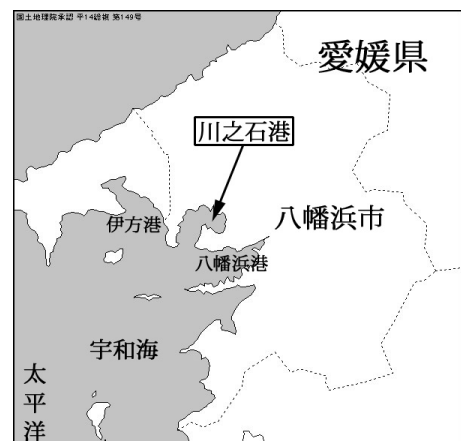 国土地理院承認 平14総複 第149号
愛媛県
川之石港
伊方港
八幡浜市
八幡浜港
宇和海
太平洋